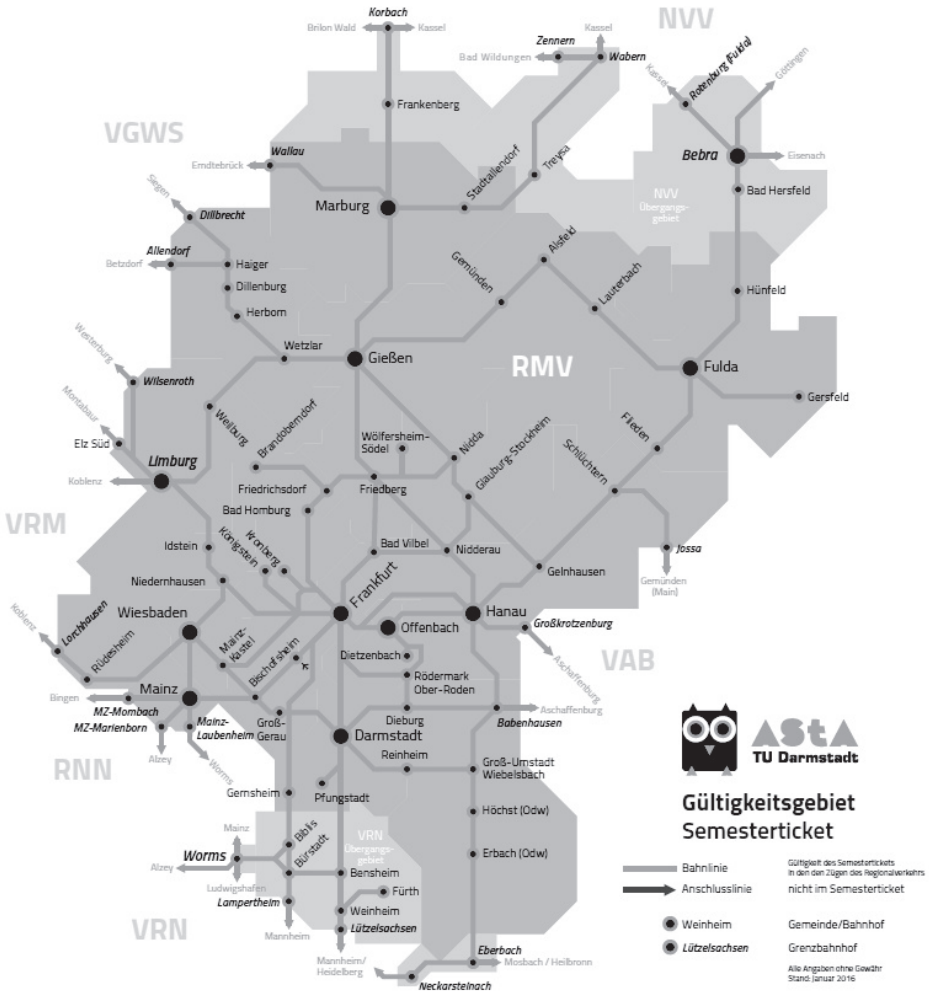 Korbach
Brilon Wald
Kassel
NVV
Zennern
Kassel
Bad Wildungen
Wabern
Kassel
Rotenburg (Fulda)
Göttingen
Frankenberg
VGWS
Wallau
Erndtebrück
Stadtallendorf
Treysa
Bebra
Eisenach
NVV
Übergangs-
gebiet
Bad Hersfeld
Marburg
Siegen
Dillbrecht
Allendorf
Betzdorf
Haiger
Dillenburg
Herborn
Gemünden
Alsfeld
Lauterbach
Hünfeld
Wetzlar
Gießen
RMV
Fulda
Westerburg
Wilsenroth
Gersfeld
Montabaur
Elz Süd
Weilburg
Brandoberndorf
Wölfersheim-
Södel
Nidda
Glauburg-Stockheim
Schlüchtern
Flieden
Limburg
Koblenz
Friedrichsdorf
Friedberg
Bad Homburg
VRM
Idstein
Königstein
Kronberg
Bad Vilbel
Nidderau
Jossa
Gemünden
(Main)
Niedernhausen
Gelnhausen
Wiesbaden
Frankfurt
Hanau
Offenbach
Großkrotzenburg
Koblenz
Lorchhausen
Rüdesheim
Mainz-
Kastel
Bischofsheim
Dietzenbach
VAB
Aschaffenburg
Rödermark
Ober-Roden
Bingen
Mainz
MZ-Mombach
MZ-Marienborn
Mainz-
Laubenheim
Groß-
Gerau
Dieburg
Babenhausen
Aschaffenburg
Darmstadt
Alzey
Worms
RNN
Reinheim
Groß-Umstadt
Wiebelsbach
Gernsheim
Pfungstadt
Höchst (Odw)
Mainz
Biblis
VRN
Übergangs-
gebiet
Worms
Bürstadt
Alzey
Bensheim
Erbach (Odw)
Ludwigshafen
Lampertheim
Fürth
Weinheim
VRN
Mannheim
Lützelsachsen
Mannheim/
Heidelberg
Eberbach
Mosbach / Heilbronn
Neckarsteinach
AStA
TU Darmstadt
Gültigkeitsgebiet
Semesterticket
Bahnlinie
Gültigkeit des Semestertickets
in den den Zügen des Regionalverkehrs
Anschlusslinie
nicht im Semesterticket
Weinheim
Gemeinde/Bahnhof
Lützelsachsen
Grenzbahnhof
Alle Angaben ohne Gewähr
Stand: Januar 2016